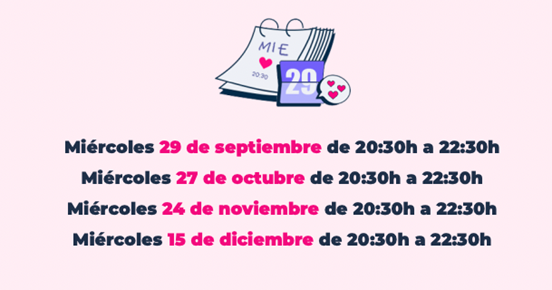 MIE
20:30
29
Miércoles 29 de septiembre de 20:30h a 22:30h
Miércoles 27 de octubre de 20:30h a 22:30h
Miércoles 24 de noviembre de 20:30h a 22:30h
Miércoles 15 de diciembre de 20:30h a 22:30h